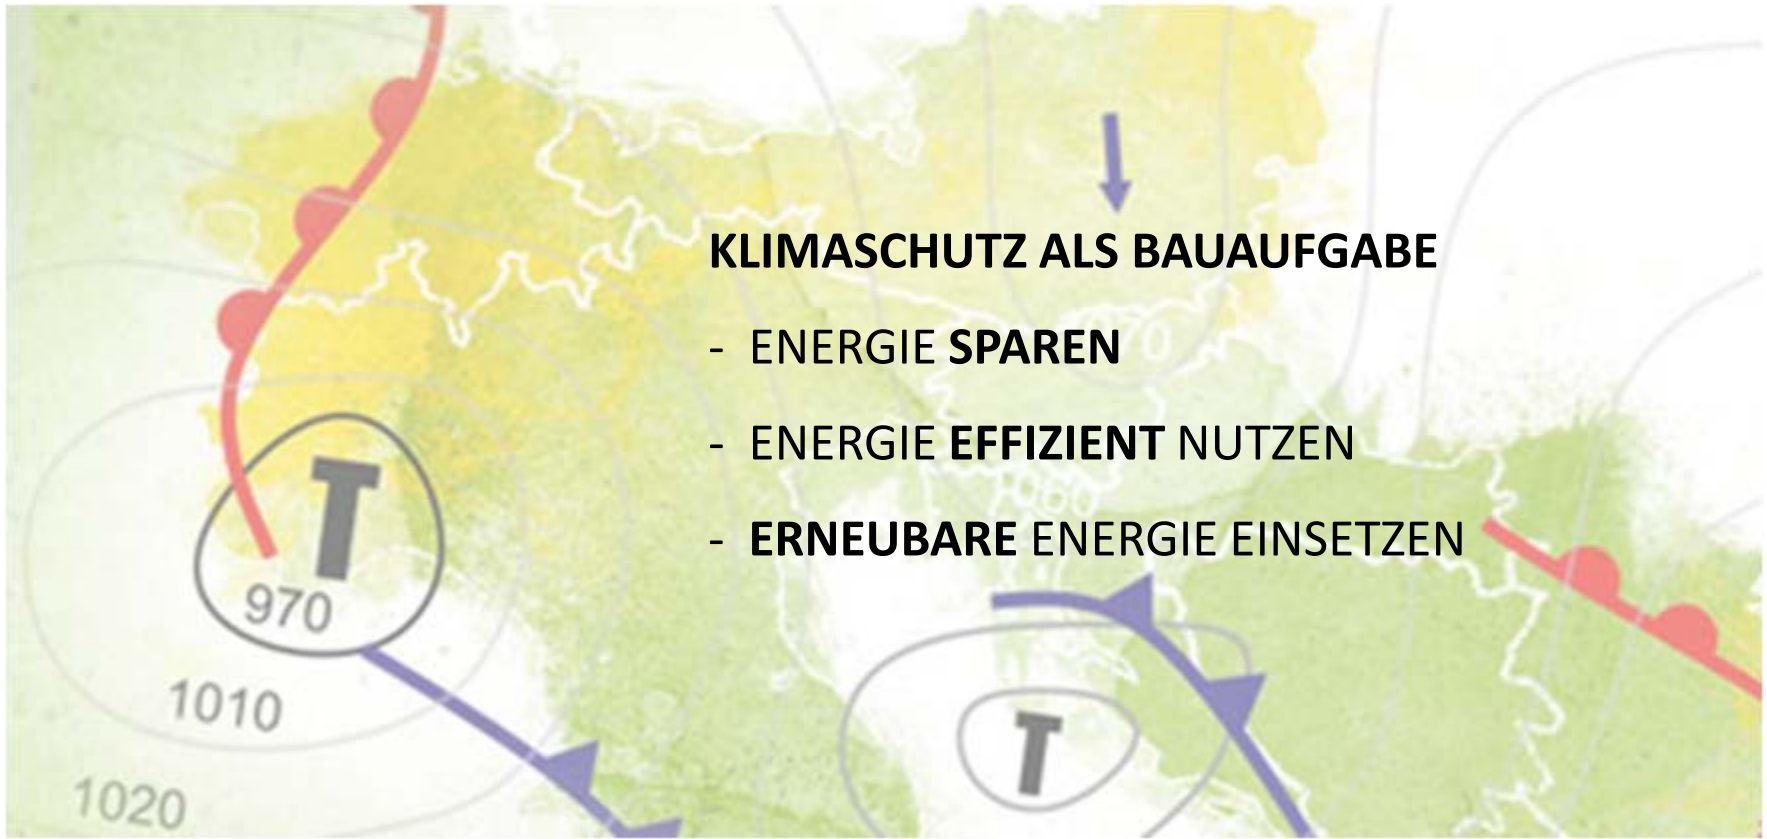 KLIMASCHUTZ ALS BAUAUFGABE
- ENERGIE SPAREN
- ENERGIE EFFIZIENT NUTZEN
- ERNEUBARE ENERGIE EINSETZEN
T
970
1010
T
1020